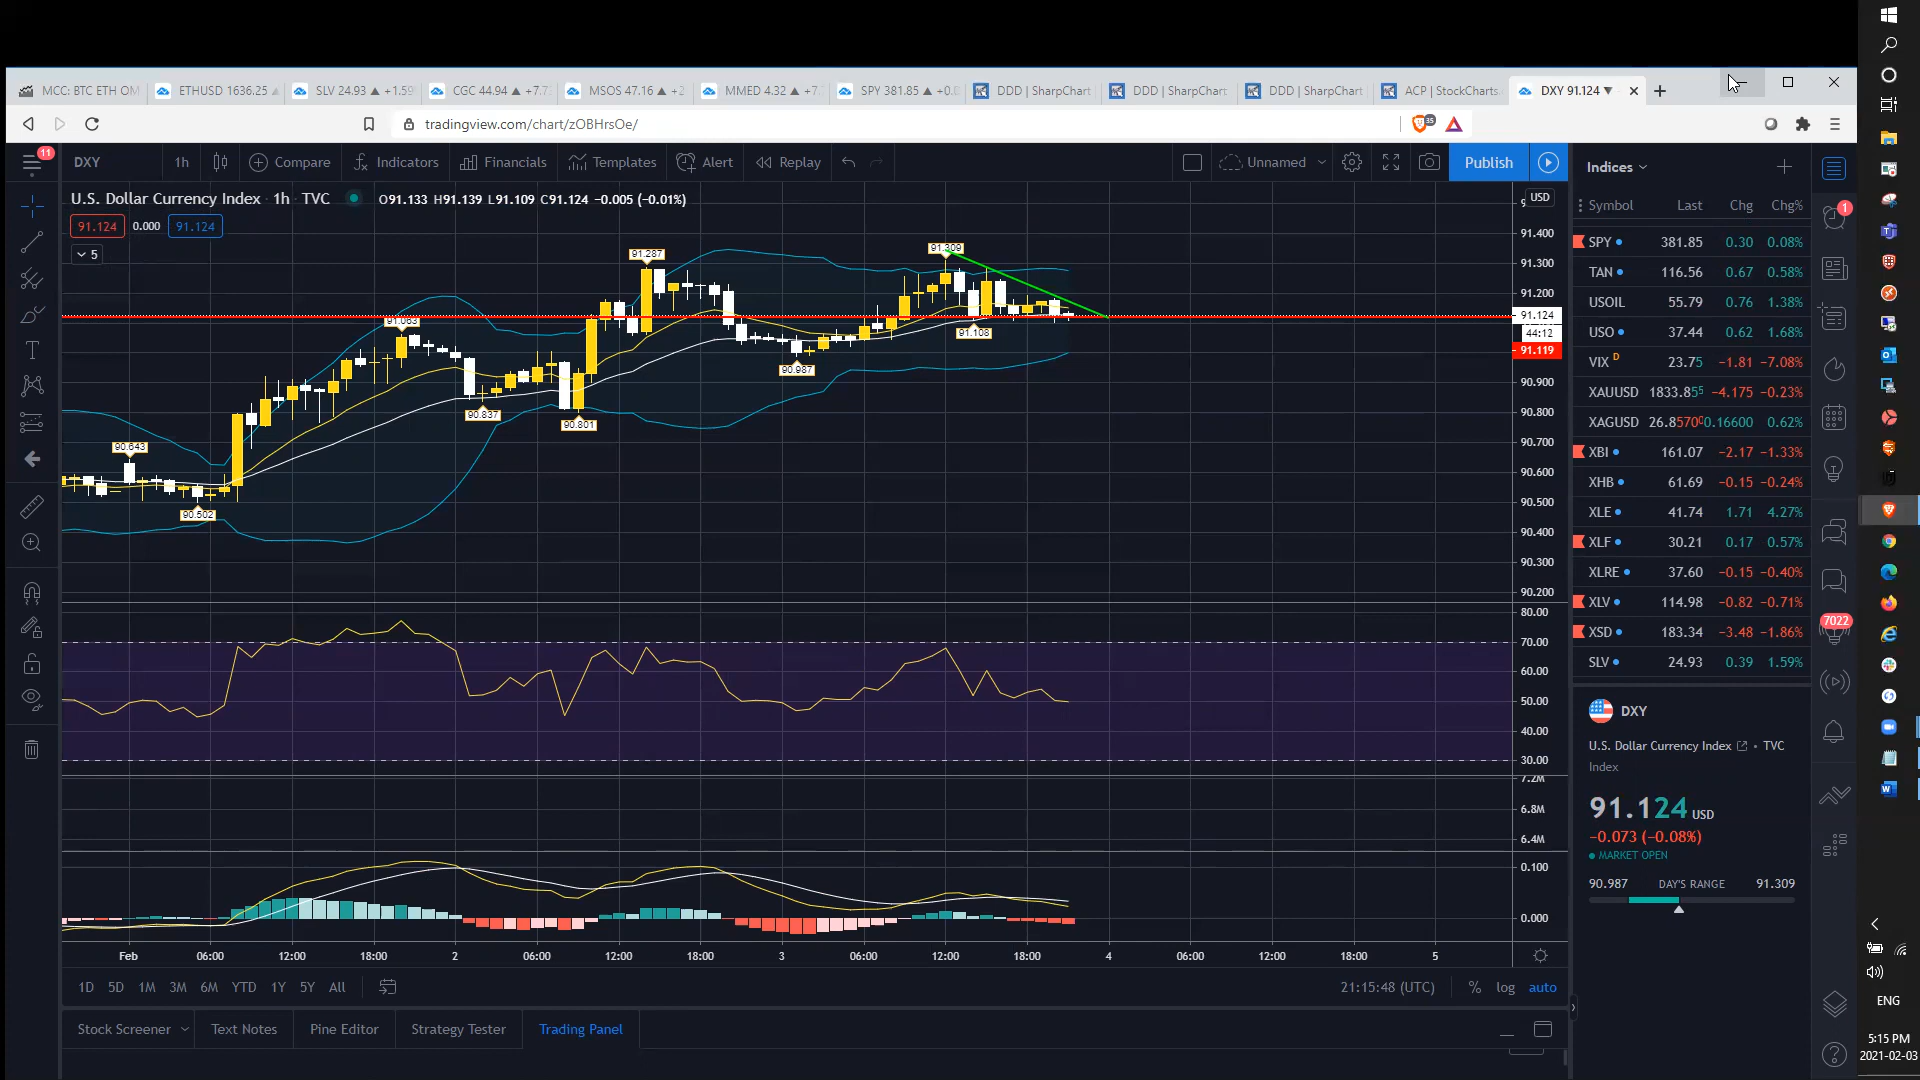 MCC: BTC ETH OM
ETHUSD 1636.25
SLV 24.93 ▲ +1.59
CGC 44.94 ▲ +7.7
MSOS 47.16 ▲ +2
MMED 4.32 ▲ +7.
SPY 381.85 ▲ +0.
DDD | SharpChart
DDD | SharpChart
DDD | SharpChart
ACP | StockCharts.
DXY 91.124 ▼
tradingview.com/chart/zOBHrsOe/
35
11
DXY 1h Compare Indicators Financials Templates Alert Replay Unnamed Publish
U.S. Dollar Currency Index · 1h · TVC O91.133 H91.139 L91.109 C91.124 −0.005 (−0.01%)
91.124 0.000 91.124
5
USD
91.400
91.300
91.200
91.124
44:12
91.119
90.900
90.800
90.700
90.600
90.500
90.400
90.300
90.200
90.643
90.502
91.063
90.837
90.801
91.287
90.987
91.309
91.108
80.00
70.00
60.00
50.00
40.00
30.00
7.2M
6.8M
6.4M
0.100
0.000
Feb 06:00 12:00 18:00 2 06:00 12:00 18:00 3 06:00 12:00 18:00 4 06:00 12:00 18:00 5
1D 5D 1M 3M 6M YTD 1Y 5Y All 21:15:48 (UTC) % log auto
Stock Screener Text Notes Pine Editor Strategy Tester Trading Panel
Indices
Symbol Last Chg Chg%
SPY 381.85 0.30 0.08%
TAN 116.56 0.67 0.58%
USOIL 55.79 0.76 1.38%
USO 37.44 0.62 1.68%
VIX D 23.75 −1.81 −7.08%
XAUUSD 1833.855 −4.175 −0.23%
XAGUSD 26.85700 0.16600 0.62%
XBI 161.07 −2.17 −1.33%
XHB 61.69 −0.15 −0.24%
XLE 41.74 1.71 4.27%
XLF 30.21 0.17 0.57%
XLRE 37.60 −0.15 −0.40%
XLV 114.98 −0.82 −0.71%
XSD 183.34 −3.48 −1.86%
SLV 24.93 0.39 1.59%
DXY
U.S. Dollar Currency Index • TVC
Index
91.124 USD
−0.073 (−0.08%)
MARKET OPEN
90.987 DAY'S RANGE 91.309
1
7022
ENG
5:15 PM
2021-02-03